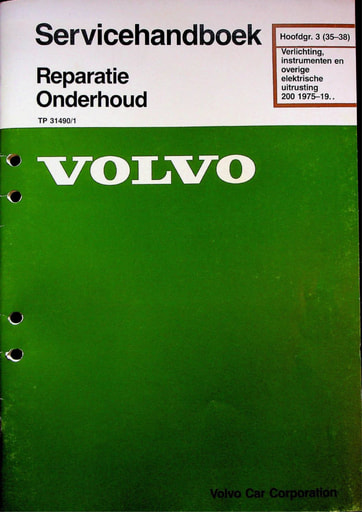 Servicehandboek
Reparatie
Onderhoud
TP 31490/1
Hoofdgr. 3 (35–38)
Verlichting,
instrumenten en
overige
elektrische
uitrusting
200 1975–19..
VOLVO
Volvo Car Corporation